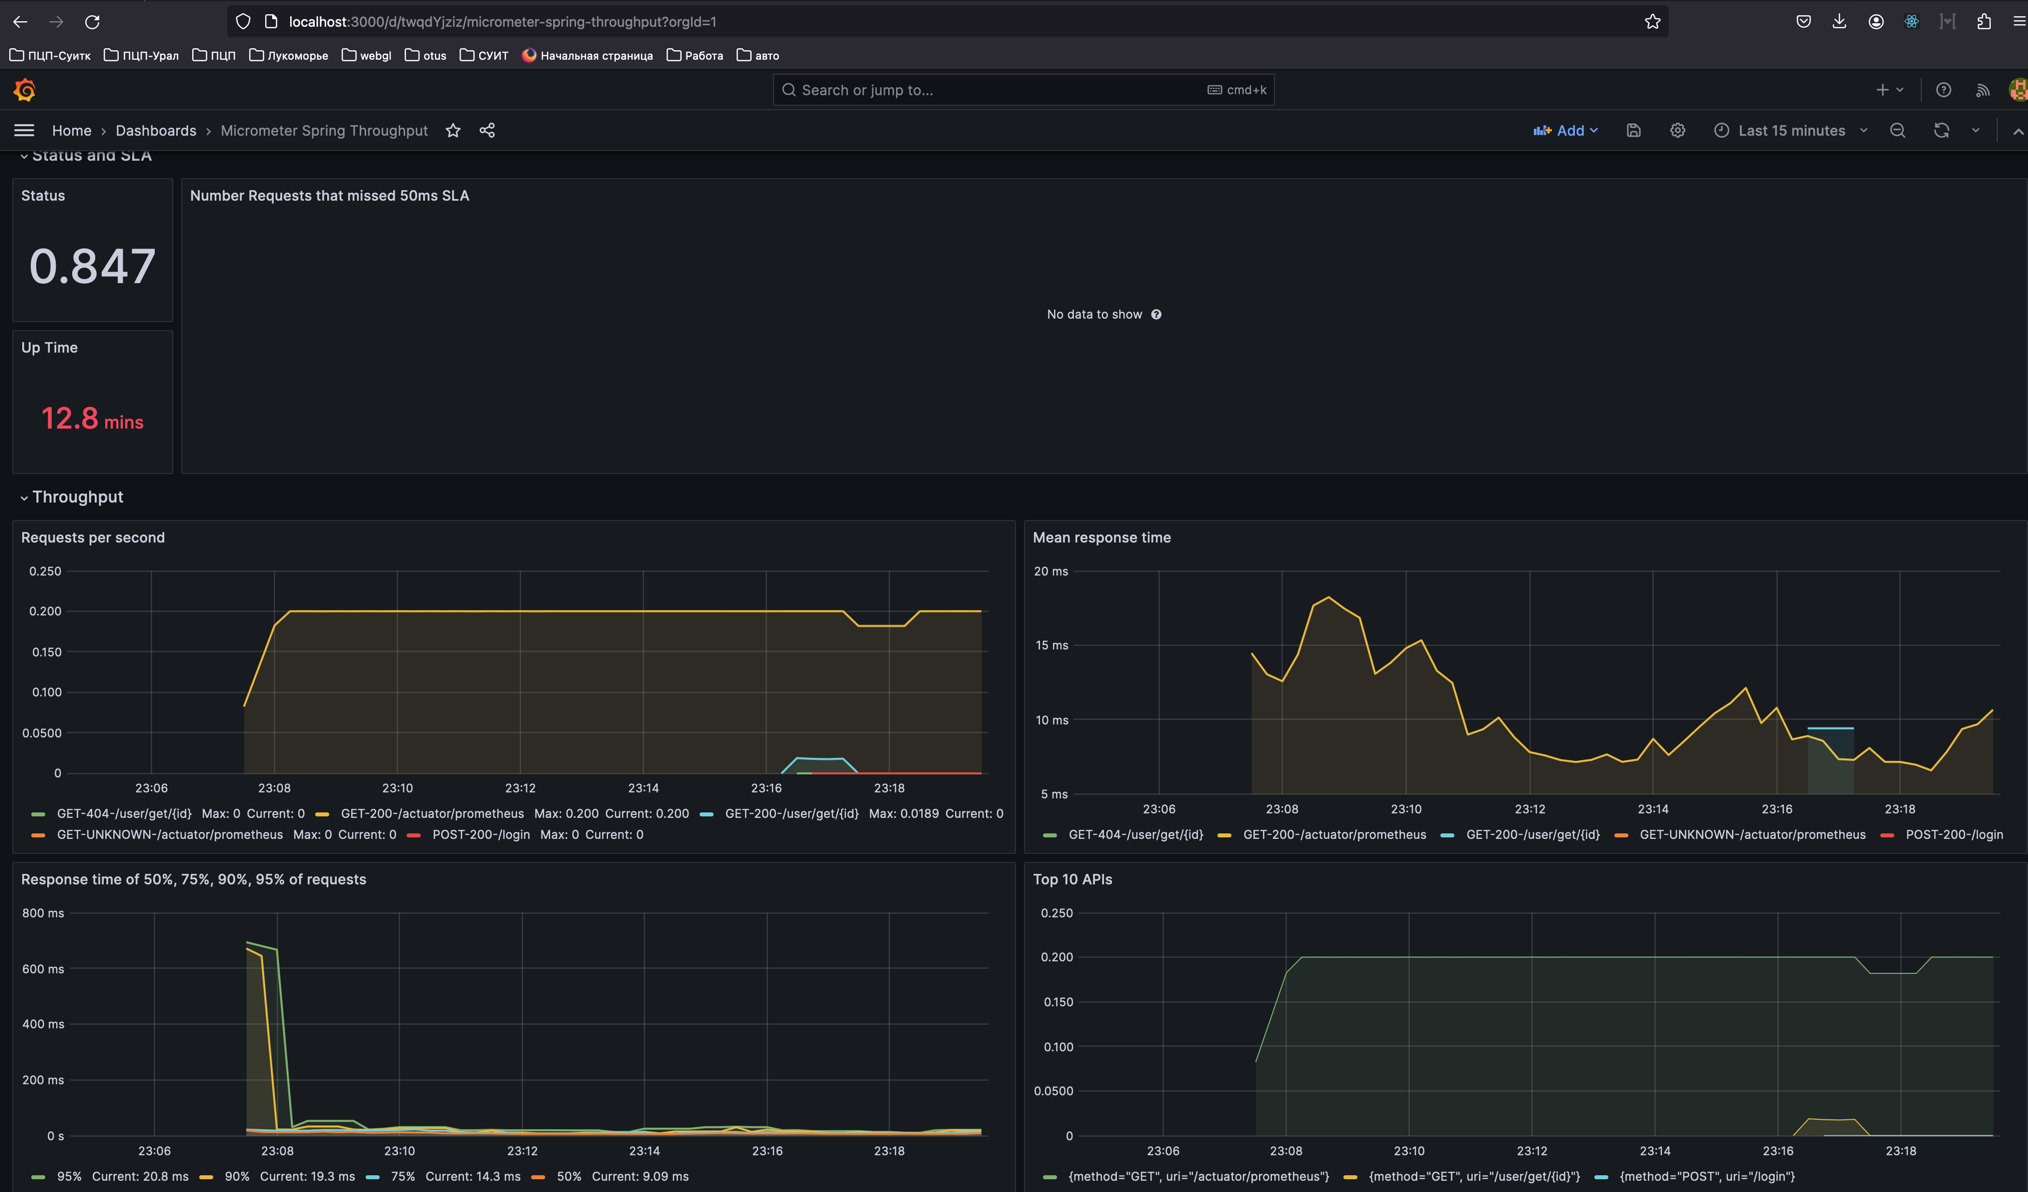 localhost:3000/d/twqdYjziz/micrometer-spring-throughput?orgId=1
ПЦП-Суитк ПЦП-Урал ПЦП Лукоморье webgl otus СУИТ Начальная страница Работа авто
Search or jump to... cmd+k
Home › Dashboards › Micrometer Spring Throughput Add Last 15 minutes
Status and SLA
Status
0.847
Number Requests that missed 50ms SLA
No data to show
Up Time
12.8 mins
Throughput
Requests per second
0.250
0.200
0.150
0.100
0.0500
0
23:06 23:08 23:10 23:12 23:14 23:16 23:18
GET-404-/user/get/{id} Max: 0 Current: 0 GET-200-/actuator/prometheus Max: 0.200 Current: 0.200 GET-200-/user/get/{id} Max: 0.0189 Current: 0
GET-UNKNOWN-/actuator/prometheus Max: 0 Current: 0 POST-200-/login Max: 0 Current: 0
Mean response time
20 ms
15 ms
10 ms
5 ms
23:06 23:08 23:10 23:12 23:14 23:16 23:18
GET-404-/user/get/{id} GET-200-/actuator/prometheus GET-200-/user/get/{id} GET-UNKNOWN-/actuator/prometheus POST-200-/login
Response time of 50%, 75%, 90%, 95% of requests
800 ms
600 ms
400 ms
200 ms
0 s
23:06 23:08 23:10 23:12 23:14 23:16 23:18
95% Current: 20.8 ms 90% Current: 19.3 ms 75% Current: 14.3 ms 50% Current: 9.09 ms
Top 10 APIs
0.250
0.200
0.150
0.100
0.0500
0
23:06 23:08 23:10 23:12 23:14 23:16 23:18
{method="GET", uri="/actuator/prometheus"} {method="GET", uri="/user/get/{id}"} {method="POST", uri="/login"}